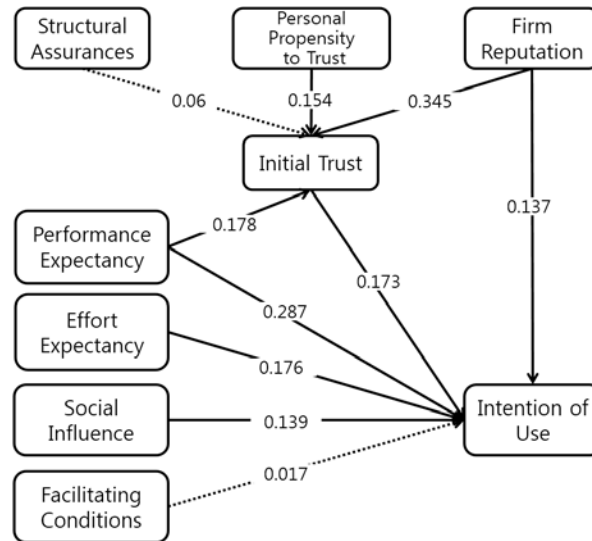 Structural
Assurances
Personal
Propensity
to Trust
Firm
Reputation
0.06
0.154
0.345
Initial Trust
0.178
0.137
Performance
Expectancy
0.173
0.287
Effort
Expectancy
0.176
Social
Influence
0.139
Intention of
Use
0.017
Facilitating
Conditions